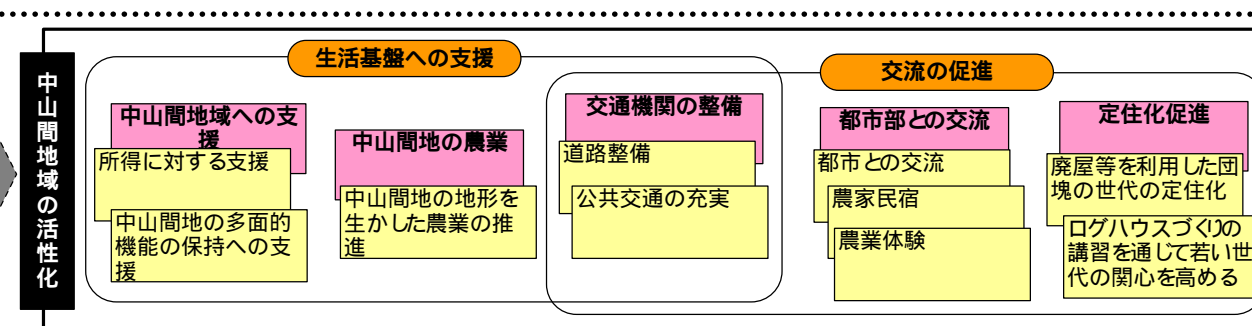 中山間地域の活性化
生活基盤への支援
交流の促進
中山間地域への支
援
所得に対する支援
中山間地の多面的
機能の保持への支
援
中山間地の農業
中山間地の地形を
生かした農業の推
進
交通機関の整備
道路整備
公共交通の充実
都市部との交流
都市との交流
農家民宿
農業体験
定住化促進
廃屋等を利用した団
塊の世代の定住化
ログハウスづくりの
講習を通じて若い世
代の関心を高める